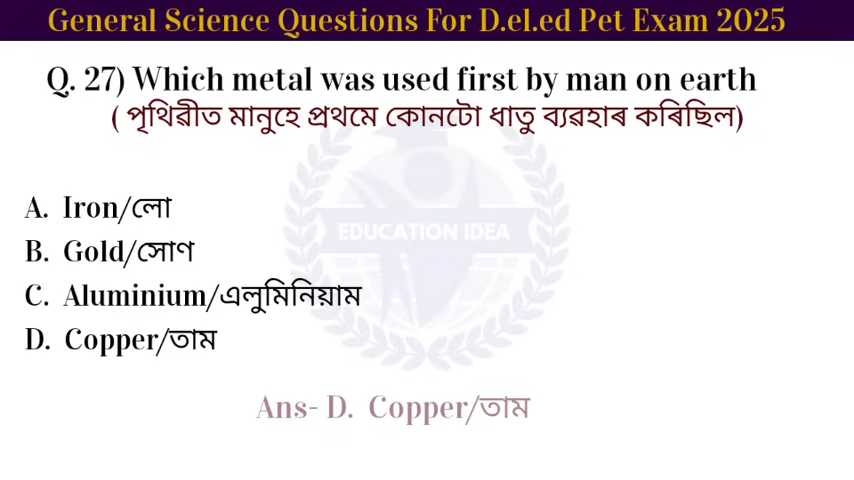 General Science Questions For D.el.ed Pet Exam 2025
Q. 27) Which metal was used first by man on earth
( পৃথিৱীত মানুহে প্ৰথমে কোনটো ধাতু ব্যৱহাৰ কৰিছিল)
A. Iron/লো
EDUCATION IDEA
B. Gold/সোণ
C. Aluminium/এলুমিনিয়াম
D. Copper/তাম
Ans- D. Copper/তাম